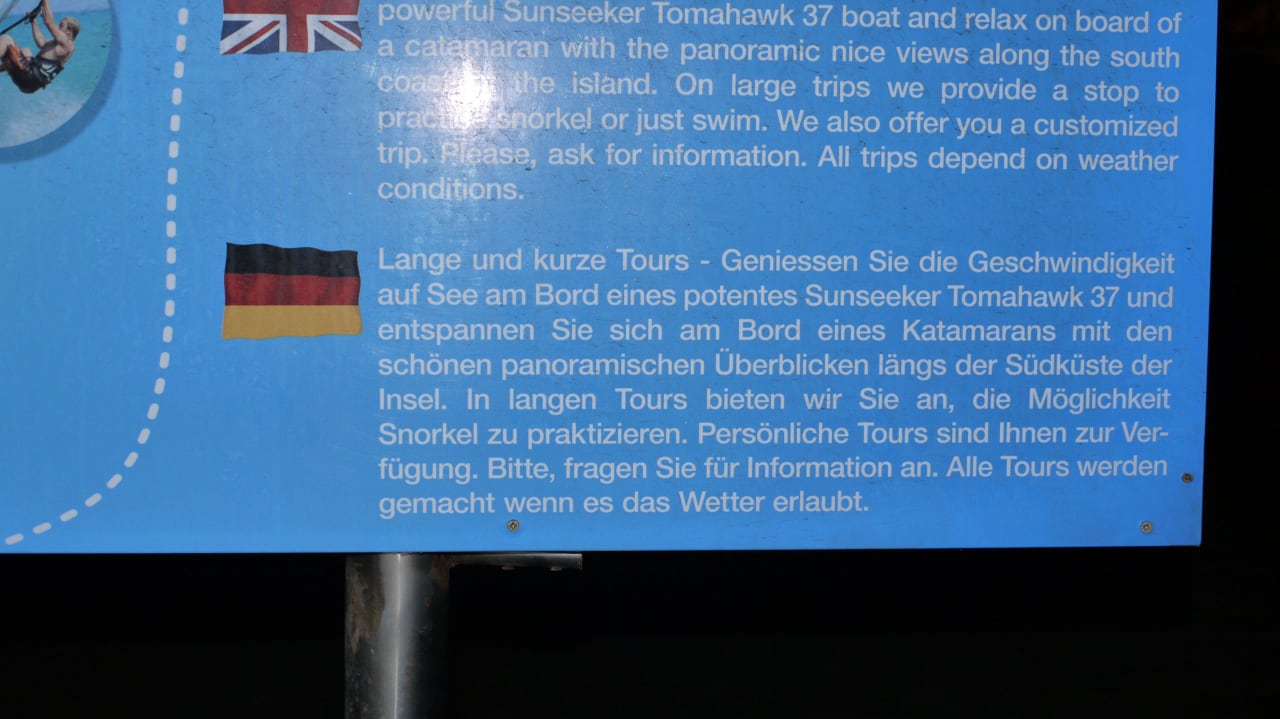 powerful Sunseeker Tomahawk 37 boat and relax on board of
a catamaran with the panoramic nice views along the south
the island. On large trips we provide a stop to
snorkel or just swim. We also offer you a customized
trip. Please, ask for information. All trips depend on weather
conditions.
Lange und kurze Tours - Geniessen Sie die Geschwindigkeit
auf See am Bord eines potentes Sunseeker Tomahawk 37 und
entspannen Sie sich am Bord eines Katamarans mit den
schönen panoramischen Überblicken längs der Südküste der
Insel. In langen Tours bieten wir Sie an, die Möglichkeit
Snorkel zu praktizieren. Persönliche Tours sind Ihnen zur Ver-
fügung. Bitte, fragen Sie für Information an. Alle Tours werden
gemacht wenn es das Wetter erlaubt.